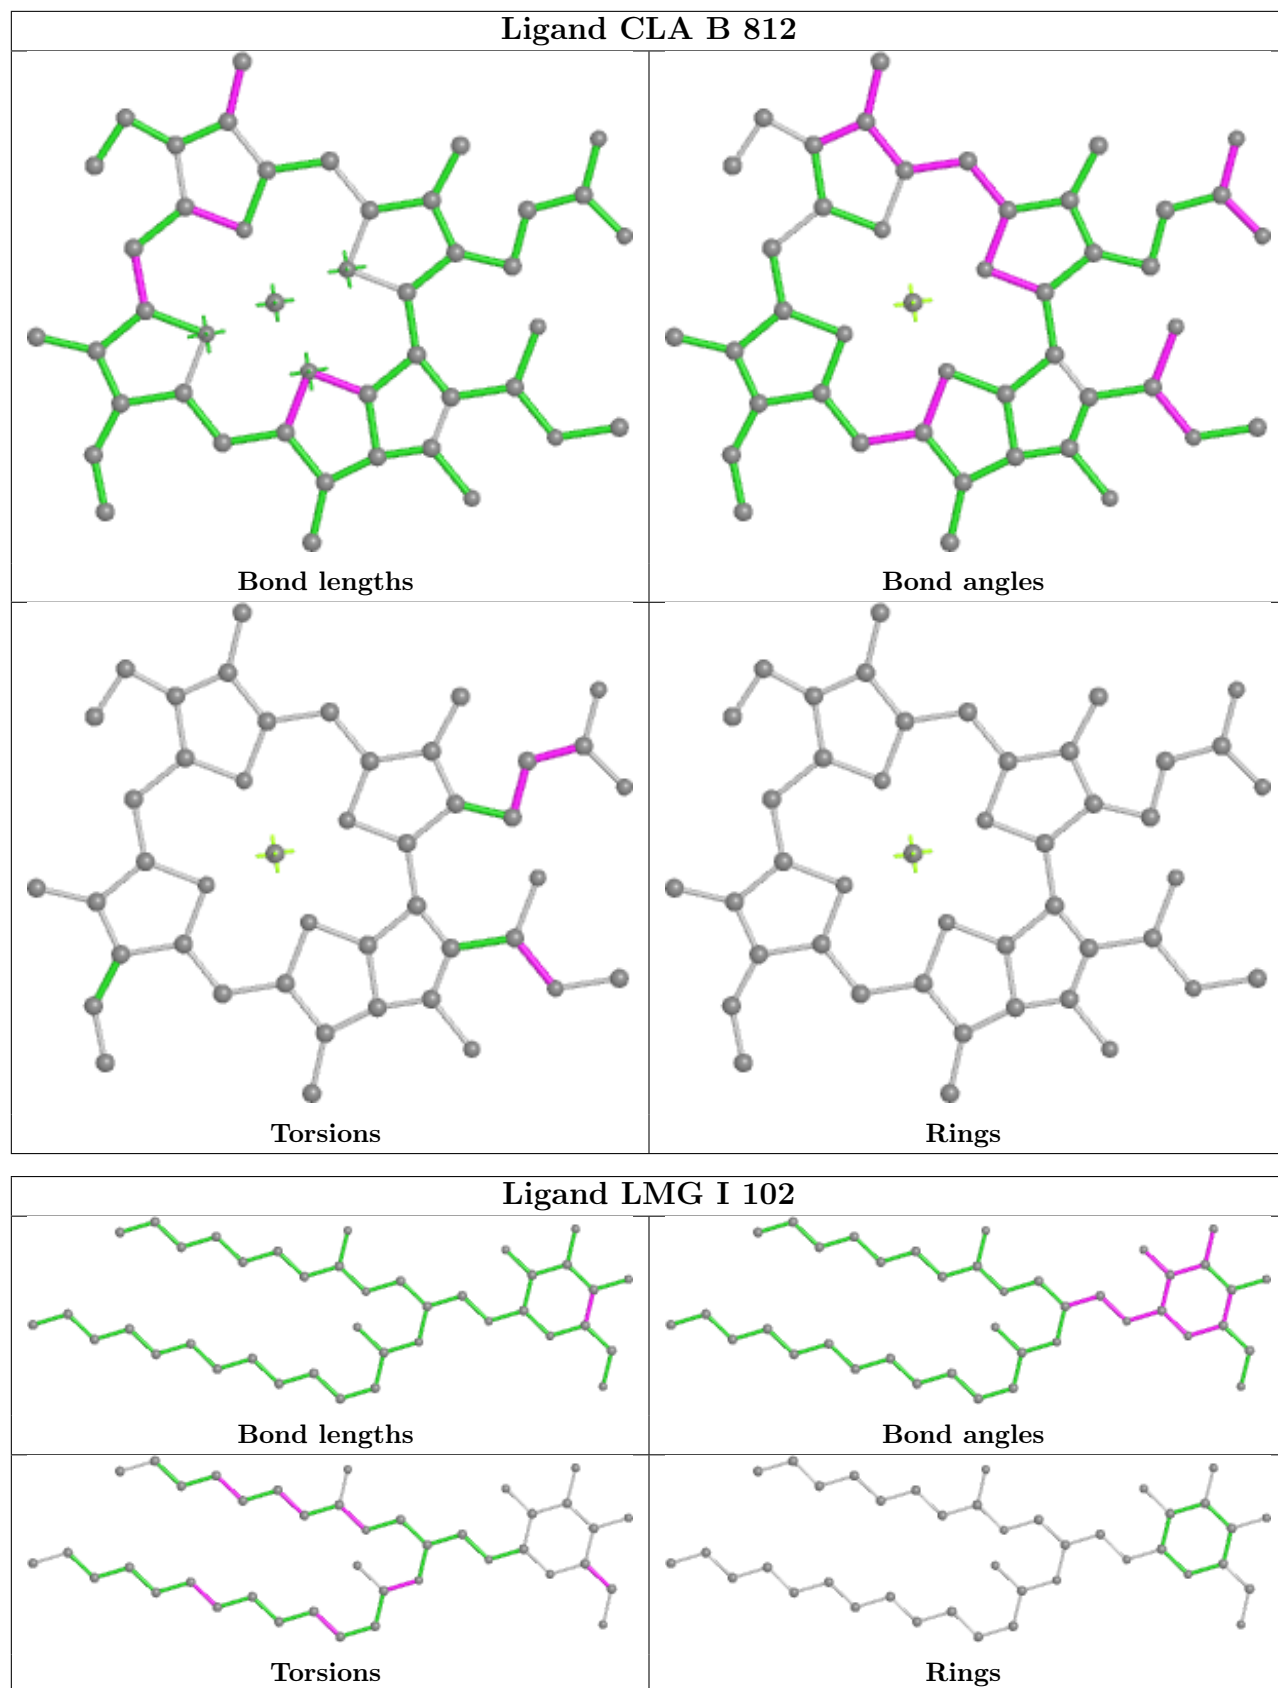 Ligand CLA B 812
Bond lengths
Bond angles
Torsions
Rings
Ligand LMG I 102
Bond lengths
Bond angles
Torsions
Rings